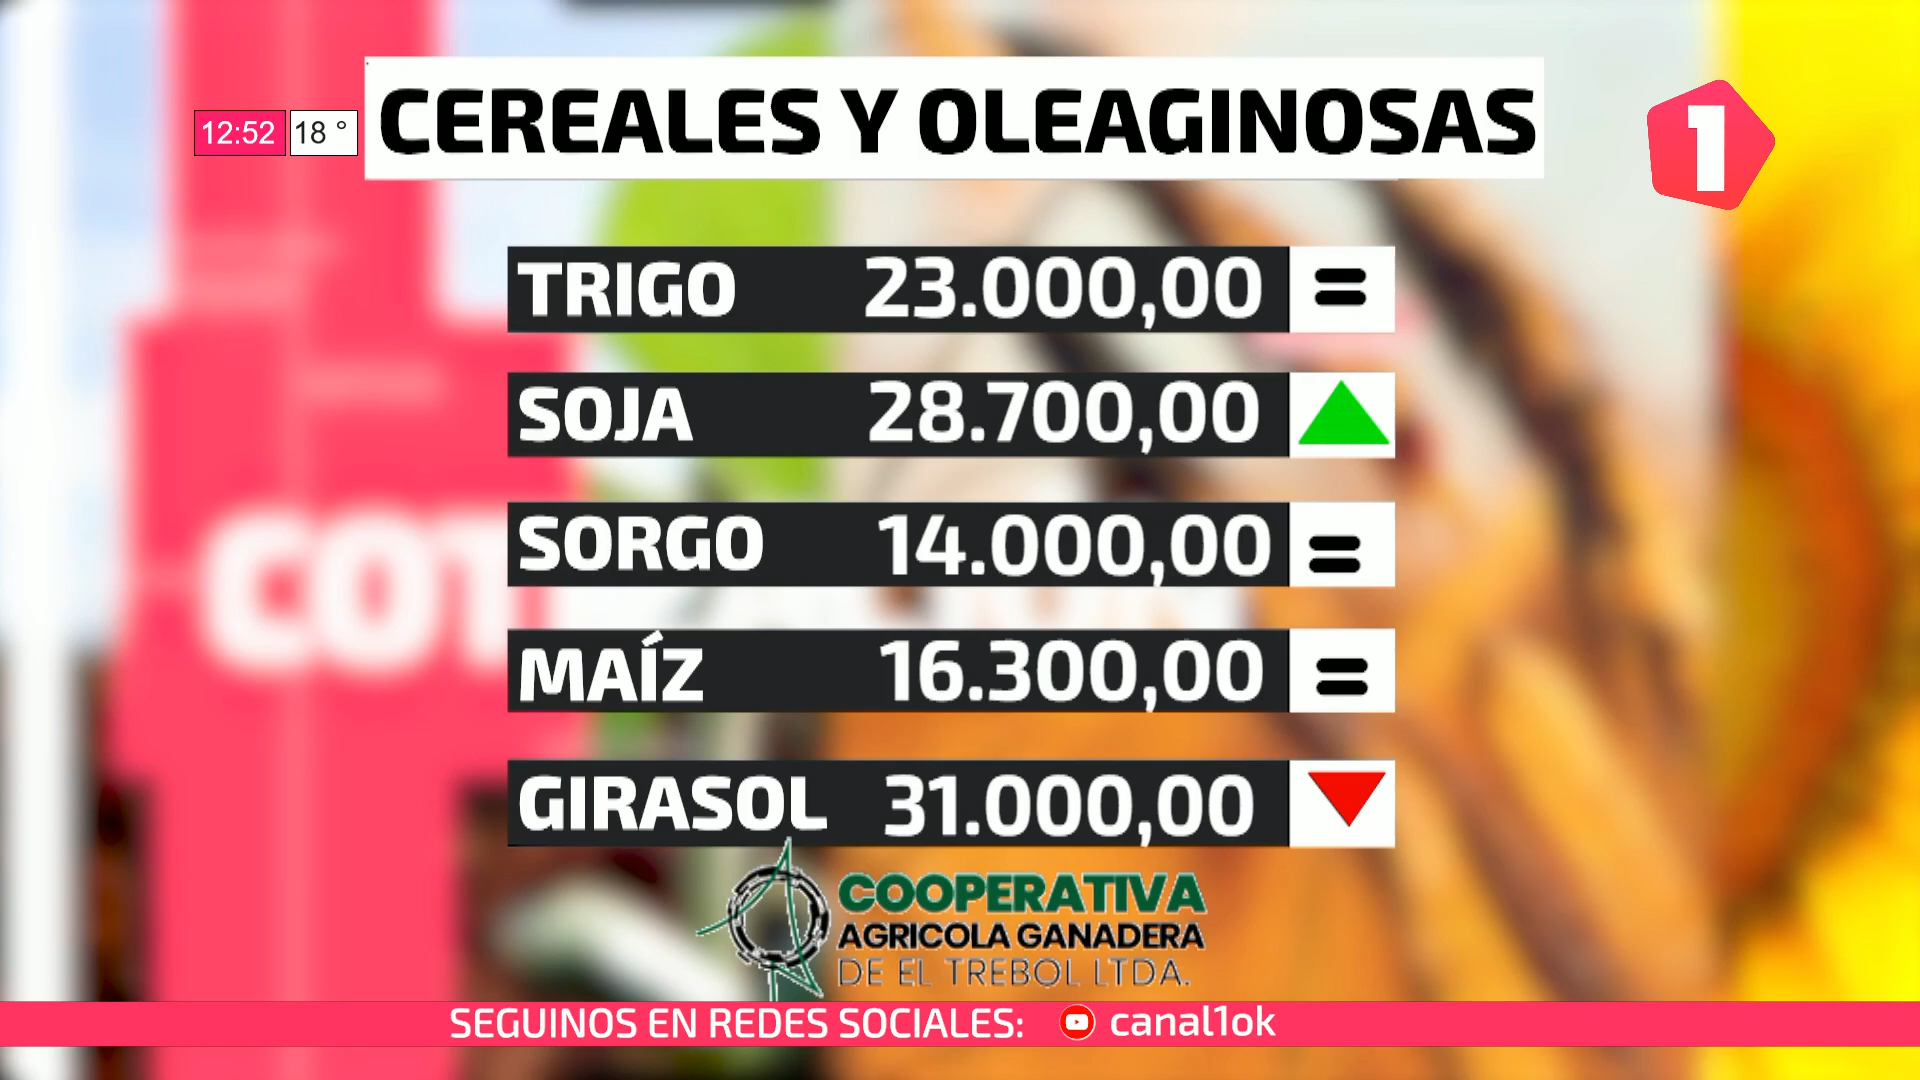 12:52 18 °
CEREALES Y OLEAGINOSAS
1
TRIGO 23.000,00 =
SOJA 28.700,00
SORGO 14.000,00 =
MAÍZ 16.300,00 =
GIRASOL 31.000,00
COT
COOPERATIVA
AGRICOLA GANADERA
DE EL TREBOL LTDA.
SEGUINOS EN REDES SOCIALES: canal1ok